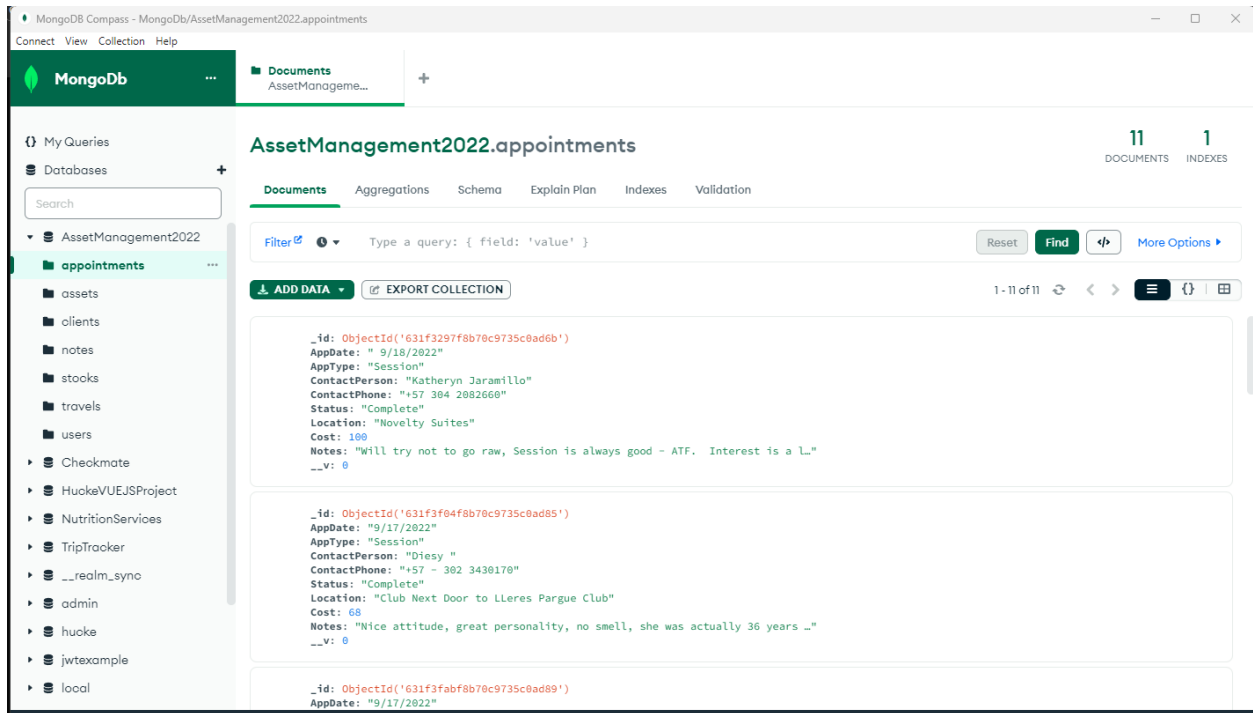 MongoDB Compass - MongoDb/AssetManagement2022.appointments
Connect View Collection Help
MongoDb
Documents
AssetManageme...
My Queries
Databases
Search
AssetManagement2022
appointments
assets
clients
notes
stocks
travels
users
Checkmate
HuckeVUEJSProject
NutritionServices
TripTracker
__realm_sync
admin
hucke
jwtexample
local
AssetManagement2022.appointments
11
DOCUMENTS
1
INDEXES
Documents Aggregations Schema Explain Plan Indexes Validation
Filter Type a query: { field: 'value' } Reset Find </> More Options
ADD DATA EXPORT COLLECTION 1 - 11 of 11 {}
_id: ObjectId('631f3297f8b70c9735c0ad6b')
AppDate: " 9/18/2022"
AppType: "Session"
ContactPerson: "Katheryn Jaramillo"
ContactPhone: "+57 304 2082660"
Status: "Complete"
Location: "Novelty Suites"
Cost: 100
Notes: "Will try not to go raw, Session is always good - ATF.  Interest is a l…"
__v: 0
_id: ObjectId('631f3f04f8b70c9735c0ad85')
AppDate: "9/17/2022"
AppType: "Session"
ContactPerson: "Diesy "
ContactPhone: "+57 - 302 3430170"
Status: "Complete"
Location: "Club Next Door to LLeres Pargue Club"
Cost: 68
Notes: "Nice attitude, great personality, no smell, she was actually 36 years …"
__v: 0
_id: ObjectId('631f3fabf8b70c9735c0ad89')
AppDate: "9/17/2022"